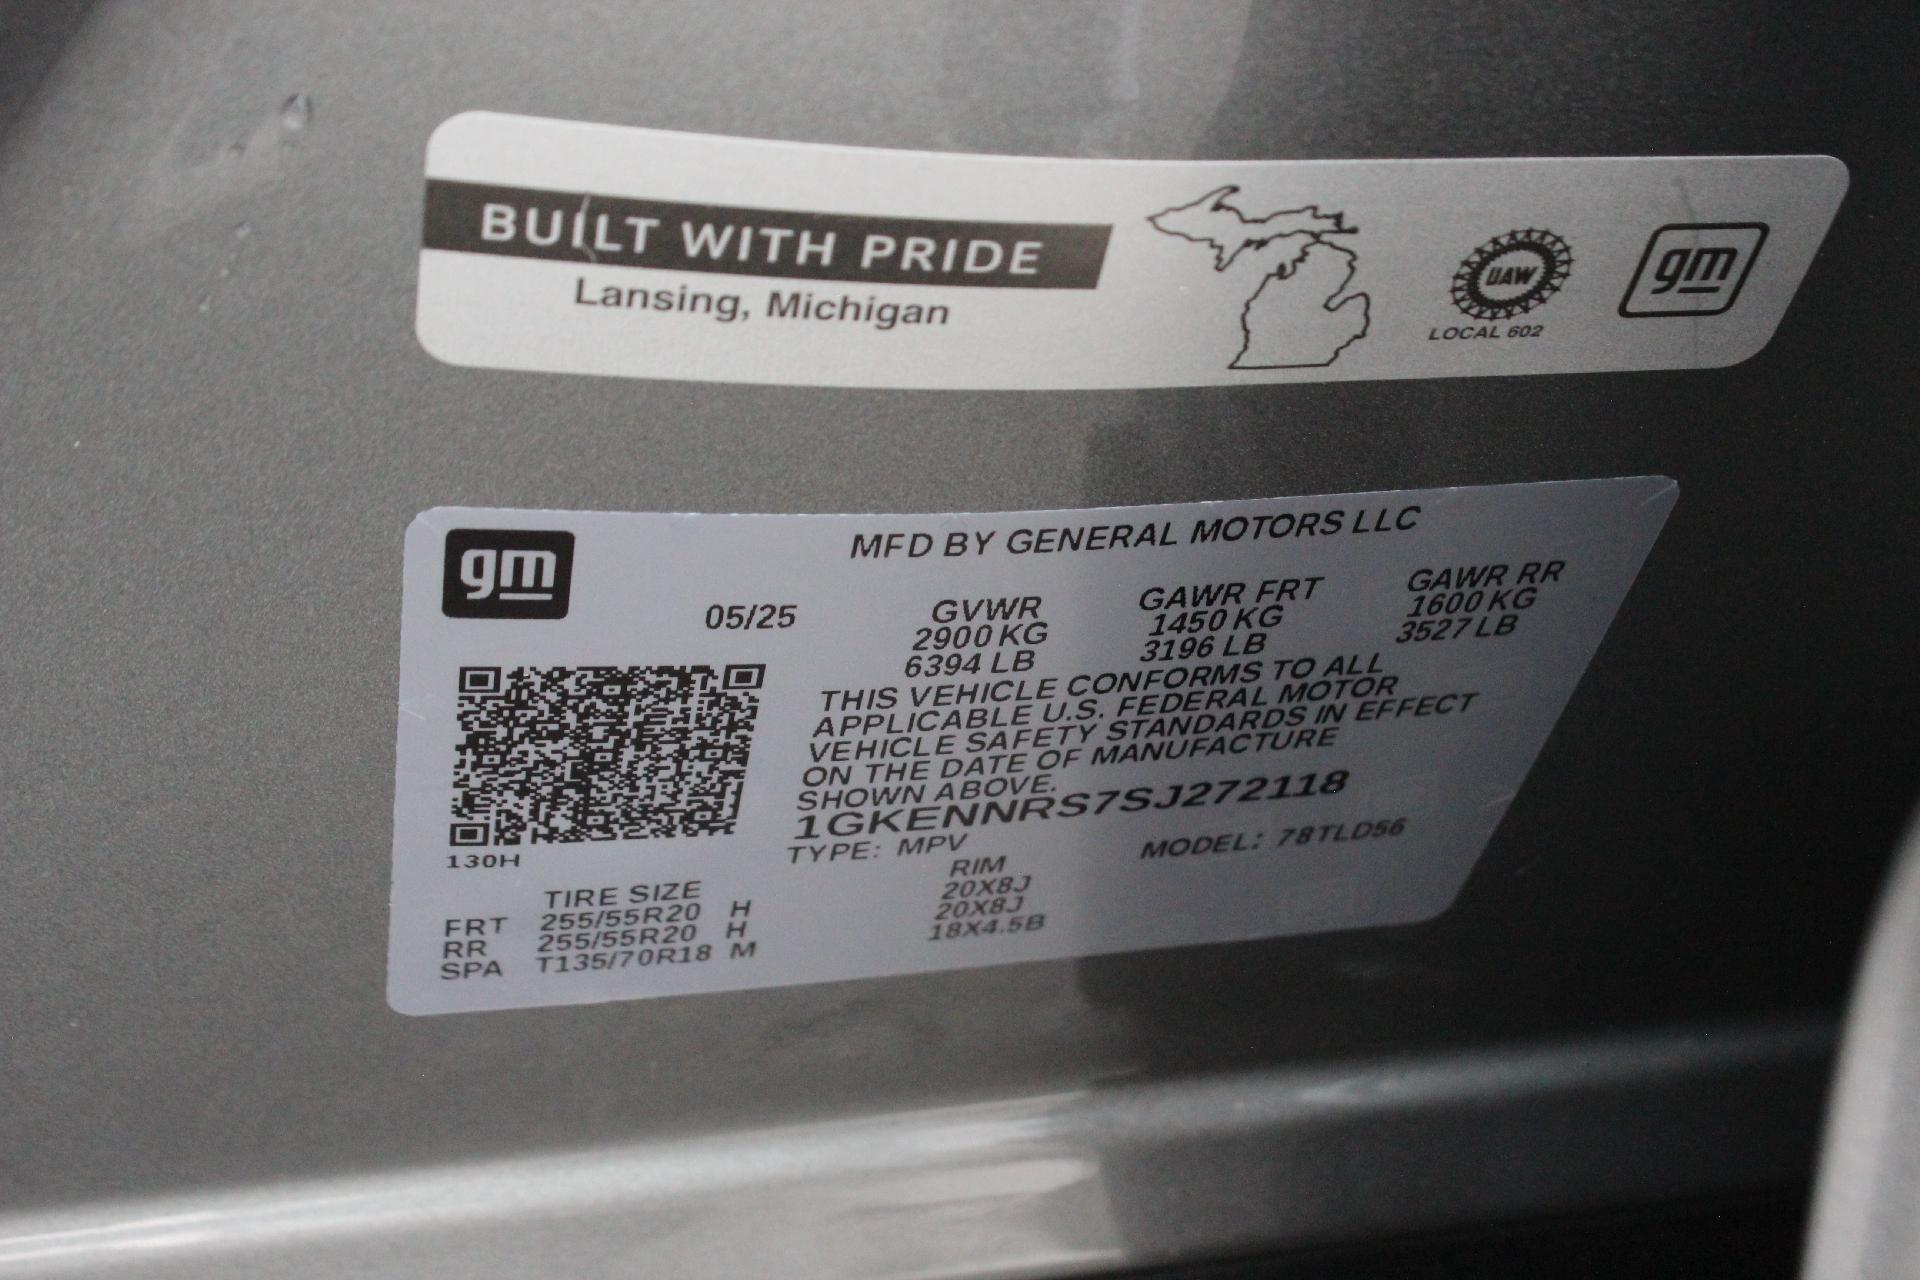 BUILT WITH PRIDE
Lansing, Michigan
UAW
LOCAL 602
gm
gm
MFD BY GENERAL MOTORS LLC
05/25 GVWR GAWR FRT GAWR RR
2900 KG 1450 KG 1600 KG
6394 LB 3196 LB 3527 LB
THIS VEHICLE CONFORMS TO ALL
APPLICABLE U.S. FEDERAL MOTOR
VEHICLE SAFETY STANDARDS IN EFFECT
ON THE DATE OF MANUFACTURE
SHOWN ABOVE.
1GKENNRS7SJ272118
TYPE: MPV MODEL: 78TLD56
130H
TIRE SIZE RIM
FRT 255/55R20 H 20X8J
RR 255/55R20 H 20X8J
SPA T135/70R18 M 18X4.5B